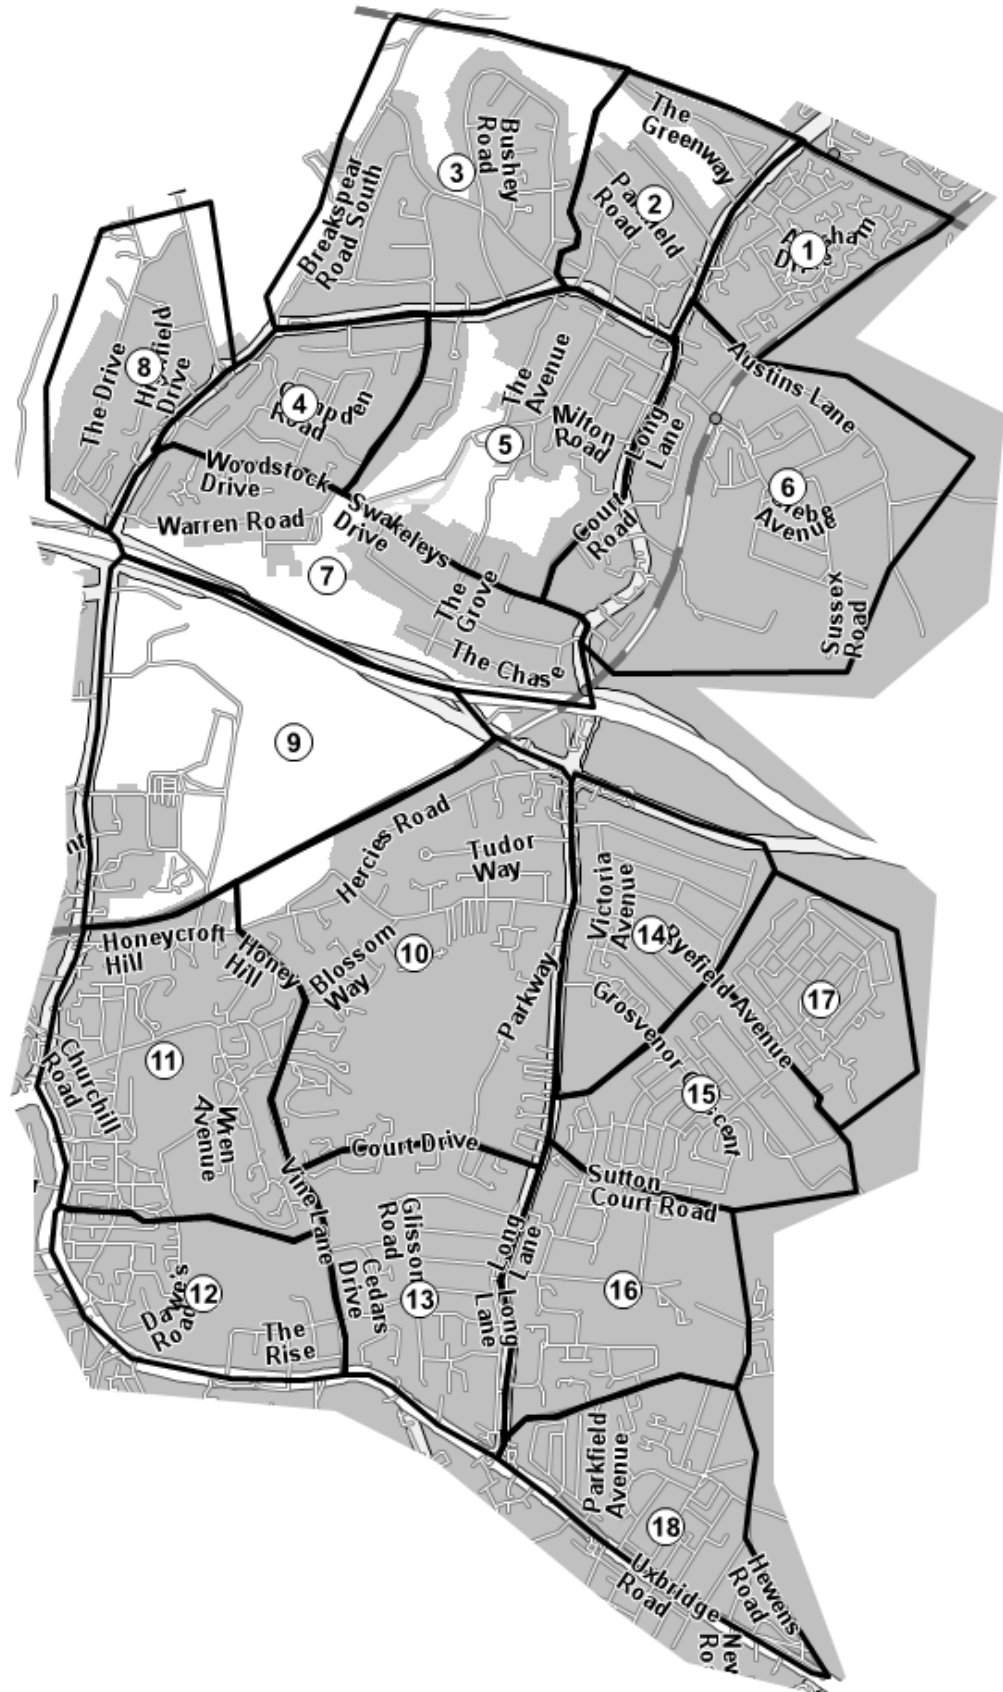 The
Greenway
Bushey
Road
3
Breakspear
Road South
Road
2
1
8
The Drive
Drive
4
Road
The
Avenue
5
Milton
Road
Long
Lane
Austins Lane
6
Avenue
Woodstock
Drive
Warren Road
Swakeleys
Drive
Court
Road
7
The
Grove
The Chase
Sussex
Road
9
Hercies Road
Tudor
Way
Victoria
Avenue
14
Ryefield Avenue
Honeycroft
Hill
Honey
Hill
Blossom
Way
10
Parkway
17
Grosvenor Crescent
15
Churchill
Road
11
Wren
Avenue
Court Drive
Vine Lane
Sutton
Court Road
Glisson
Road
Long
Lane
16
Cedars
Drive
13
Long
Lane
12
Dawe's
Road
The
Rise
Parkfield
Avenue
18
Uxbridge
Road
Hewens
Road